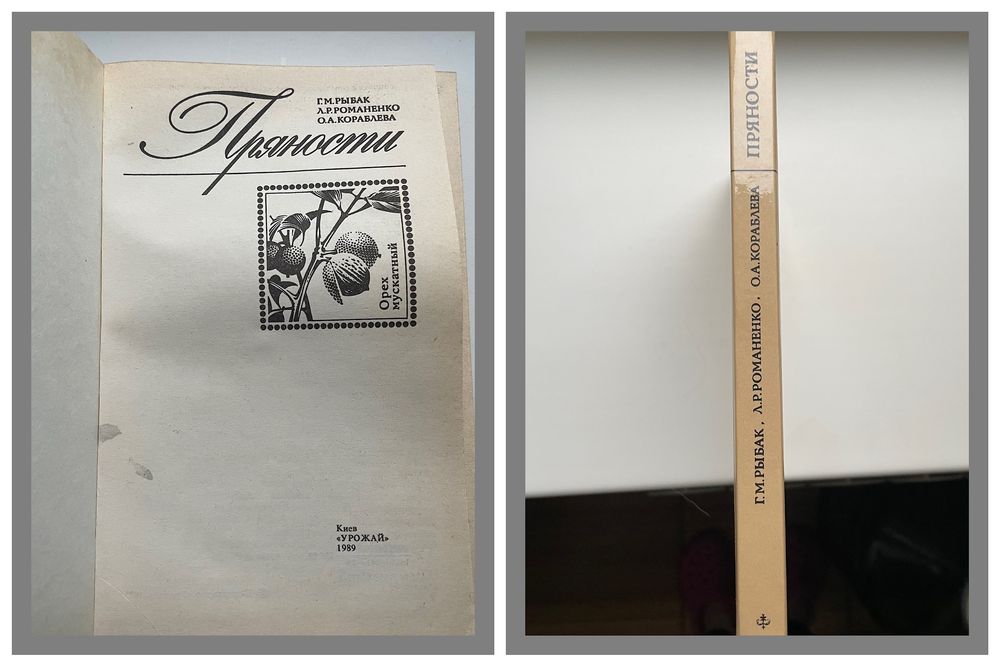 Г.М.РЫБАК
Л.Р.РОМАНЕНКО
О.А.КОРАБЛЕВА
Пряности
Орех
мускатный
Киев
«УРОЖАЙ»
1989
Г.М.РЫБАК, Л.Р.РОМАНЕНКО, О.А.КОРАБЛЕВА ПРЯНОСТИ